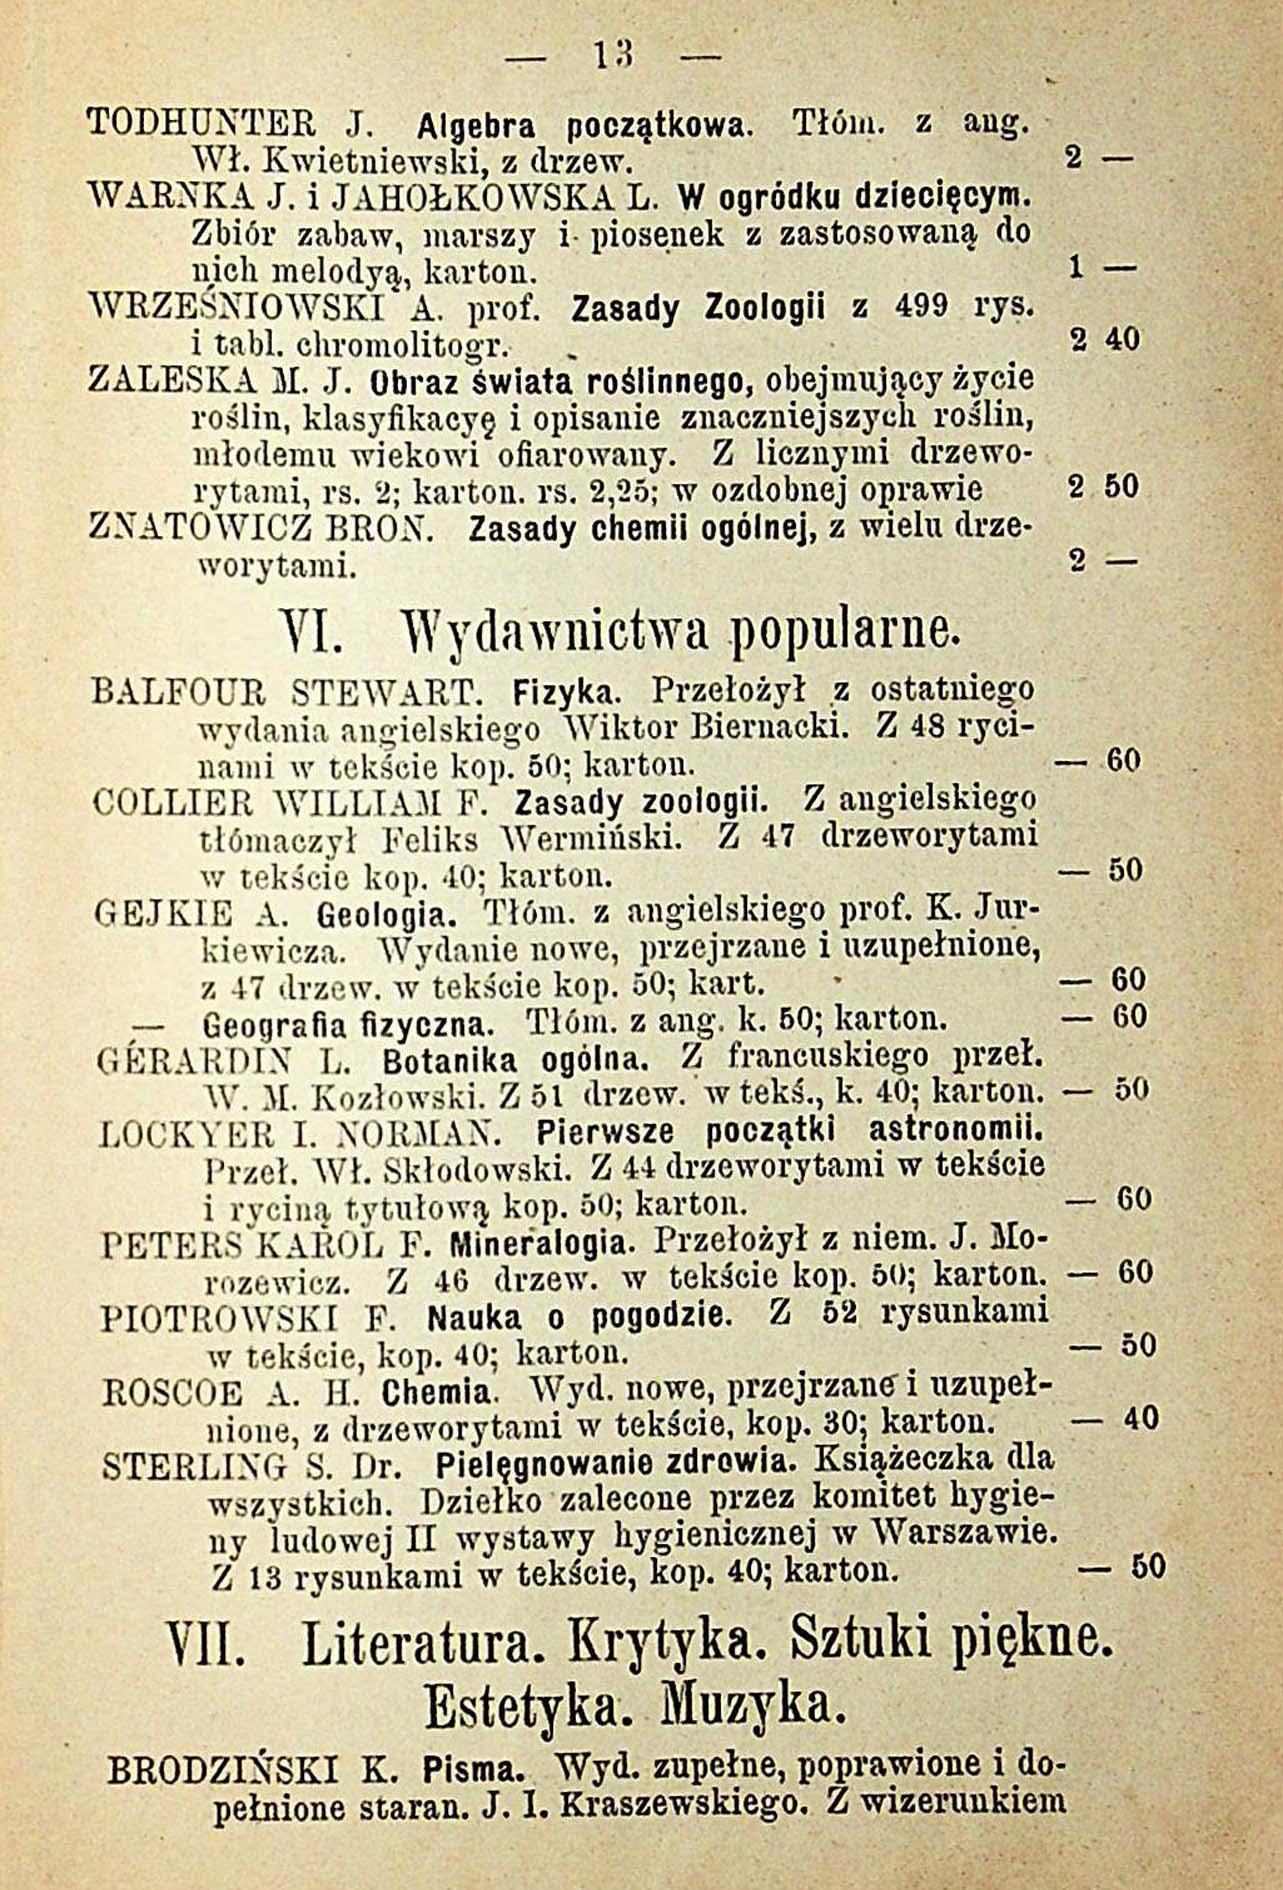 — 13 —
TODHUNTER J. Algebra początkowa. Tłóm. z ang.
Wł. Kwietniewski, z drzew. 2 —
WARNKA J. i JAHOŁKOWSKA L. W ogródku dziecięcym.
Zbiór zabaw, marszy i piosenek z zastosowaną do
nich melodyą, karton. 1 —
WRZEŚNIOWSKI A. prof. Zasady Zoologii z 499 rys.
i tabl. chromolitogr. 2 40
ZALESKA M. J. Obraz świata roślinnego, obejmujący życie
roślin, klasyfikacyę i opisanie znaczniejszych roślin,
młodemu wiekowi ofiarowany. Z licznymi drzewo-
rytami, rs. 2; karton. rs. 2,25; w ozdobnej oprawie 2 50
ZNATOWICZ BRON. Zasady chemii ogólnej, z wielu drze-
worytami. 2 —
VI. Wydawnictwa popularne.
BALFOUR STEWART. Fizyka. Przełożył z ostatniego
wydania angielskiego Wiktor Biernacki. Z 48 ryci-
nami w tekście kop. 50; karton. — 60
COLLIER WILLIAM F. Zasady zoologii. Z angielskiego
tłómaczył Feliks Wermiński. Z 47 drzeworytami
w tekście kop. 40; karton. — 50
GEJKIE A. Geologia. Tłóm. z angielskiego prof. K. Jur-
kiewicza. Wydanie nowe, przejrzane i uzupełnione,
z 47 drzew. w tekście kop. 50; kart. — 60
— Geografia fizyczna. Tłóm. z ang. k. 50; karton. — 60
GÉRARDIN L. Botanika ogólna. Z francuskiego przeł.
W. M. Kozłowski. Z 51 drzew. w tekś., k. 40; karton. — 50
LOCKYER I. NORMAN. Pierwsze początki astronomii.
Przeł. Wł. Skłodowski. Z 44 drzeworytami w tekście
i ryciną tytułową kop. 50; karton. — 60
PETERS KAROL F. Mineralogia. Przełożył z niem. J. Mo-
rozewicz. Z 46 drzew. w tekście kop. 50; karton. — 60
PIOTROWSKI F. Nauka o pogodzie. Z 52 rysunkami
w tekście, kop. 40; karton. — 50
ROSCOE A. H. Chemia. Wyd. nowe, przejrzane i uzupeł-
nione, z drzeworytami w tekście, kop. 30; karton. — 40
STERLING S. Dr. Pielęgnowanie zdrowia. Książeczka dla
wszystkich. Dziełko zalecone przez komitet hygie-
ny ludowej II wystawy hygienicznej w Warszawie.
Z 13 rysunkami w tekście, kop. 40; karton. — 50
VII. Literatura. Krytyka. Sztuki piękne.
Estetyka. Muzyka.
BRODZIŃSKI K. Pisma. Wyd. zupełne, poprawione i do-
pełnione staran. J. I. Kraszewskiego. Z wizerunkiem